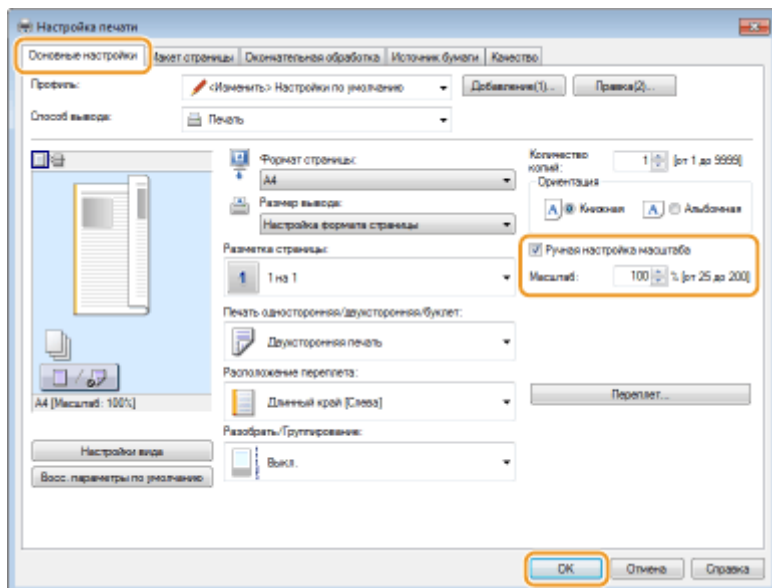 Настройка печати
Основные настройки Макет страницы Окончательная обработка Источник бумаги Качество
Профиль: <Изменить> Настройки по умолчанию Добавление(1)... Правка(2)...
Способ вывода: Печать
Формат страницы:
A4
Размер вывода:
Настройка формата страницы
Разметка страницы:
1 1 на 1
Печать односторонняя/двухсторонняя/буклет:
Двухсторонняя печать
Расположение переплета:
Длинный край [Слева]
Разобрать/Группирование:
Выкл.
Количество копий: 1 [от 1 до 9999]
Ориентация
A Книжная A Альбомная
Ручная настройка масштаба
Масштаб: 100 % [от 25 до 200]
Переплет...
A4 [Масштаб: 100%]
Настройки вида
Восс. параметры по умолчанию
OK Отмена Справка